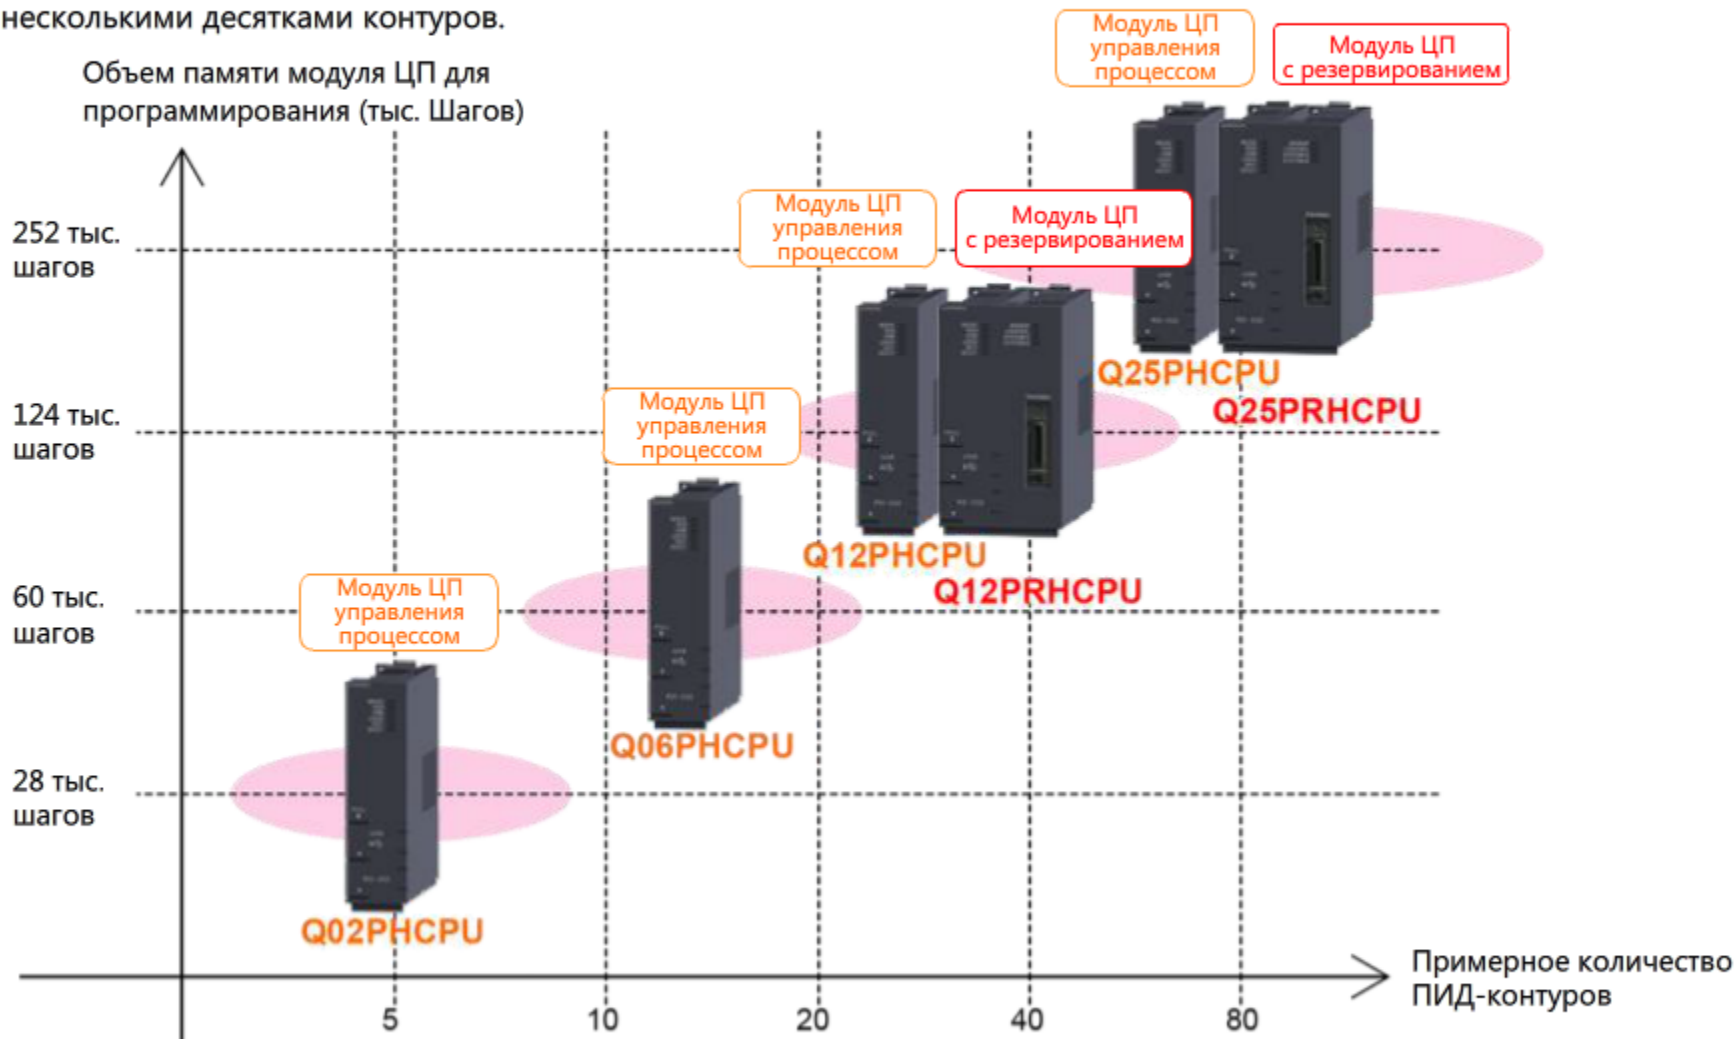 несколькими десятками контуров.
Объем памяти модуля ЦП для
программирования (тыс. Шагов)
Модуль ЦП
управления
процессом
Модуль ЦП
с резервированием
252 тыс.
шагов
Модуль ЦП
управления
процессом
Модуль ЦП
с резервированием
Q25PHCPU
Q25PRHCPU
124 тыс.
шагов
Модуль ЦП
управления
процессом
Q12PHCPU
Q12PRHCPU
60 тыс.
шагов
Модуль ЦП
управления
процессом
Q06PHCPU
28 тыс.
шагов
Q02PHCPU
Примерное количество
ПИД-контуров
5 10 20 40 80